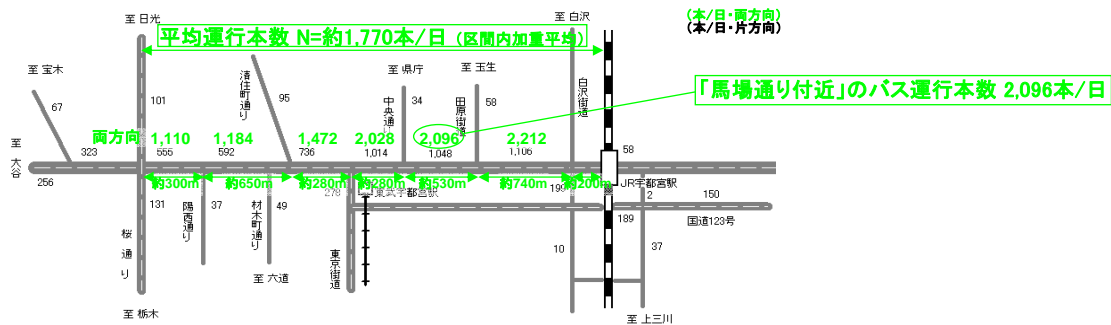 (本/日・両方向)
(本/日・片方向)
至 日光
至 白沢
平均運行本数 N=約1,770本/日 (区間内加重平均)
至 宝木
至 県庁
至 玉生
清住町通り
中央通り
田原街道
白沢街道
「馬場通り付近」のバス運行本数 2,096本/日
67
101
95
34
58
両方向 1,110 1,184 1,472 2,028 2,096 2,212
至 大谷
323 555 592 736 1,014 1,048 1,106
58
256
約300m 約650m 約280m 約280m 約530m 約740m 約200m
JR宇都宮駅
278
東武宇都宮駅
199
2
150
131
37
49
189
国道123号
桜通り
陽西通り
材木町通り
東京街道
10
37
至 六道
至 栃木
至 上三川